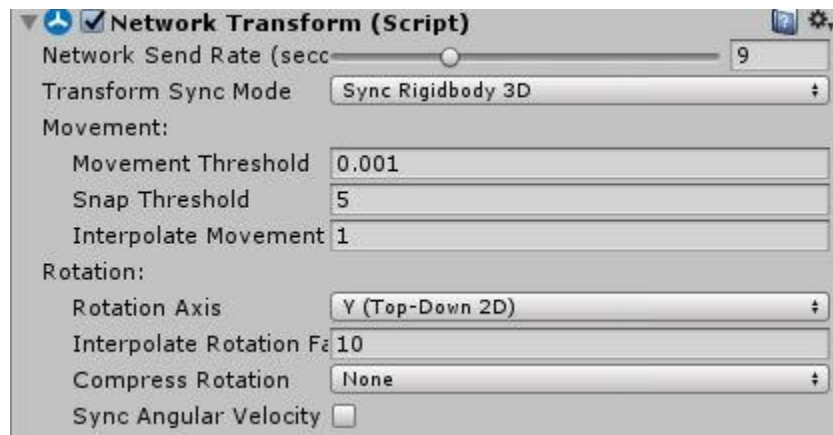 Network Transform (Script)
Network Send Rate (secc 9
Transform Sync Mode Sync Rigidbody 3D
Movement:
Movement Threshold 0.001
Snap Threshold 5
Interpolate Movement 1
Rotation:
Rotation Axis Y (Top-Down 2D)
Interpolate Rotation Fa 10
Compress Rotation None
Sync Angular Velocity